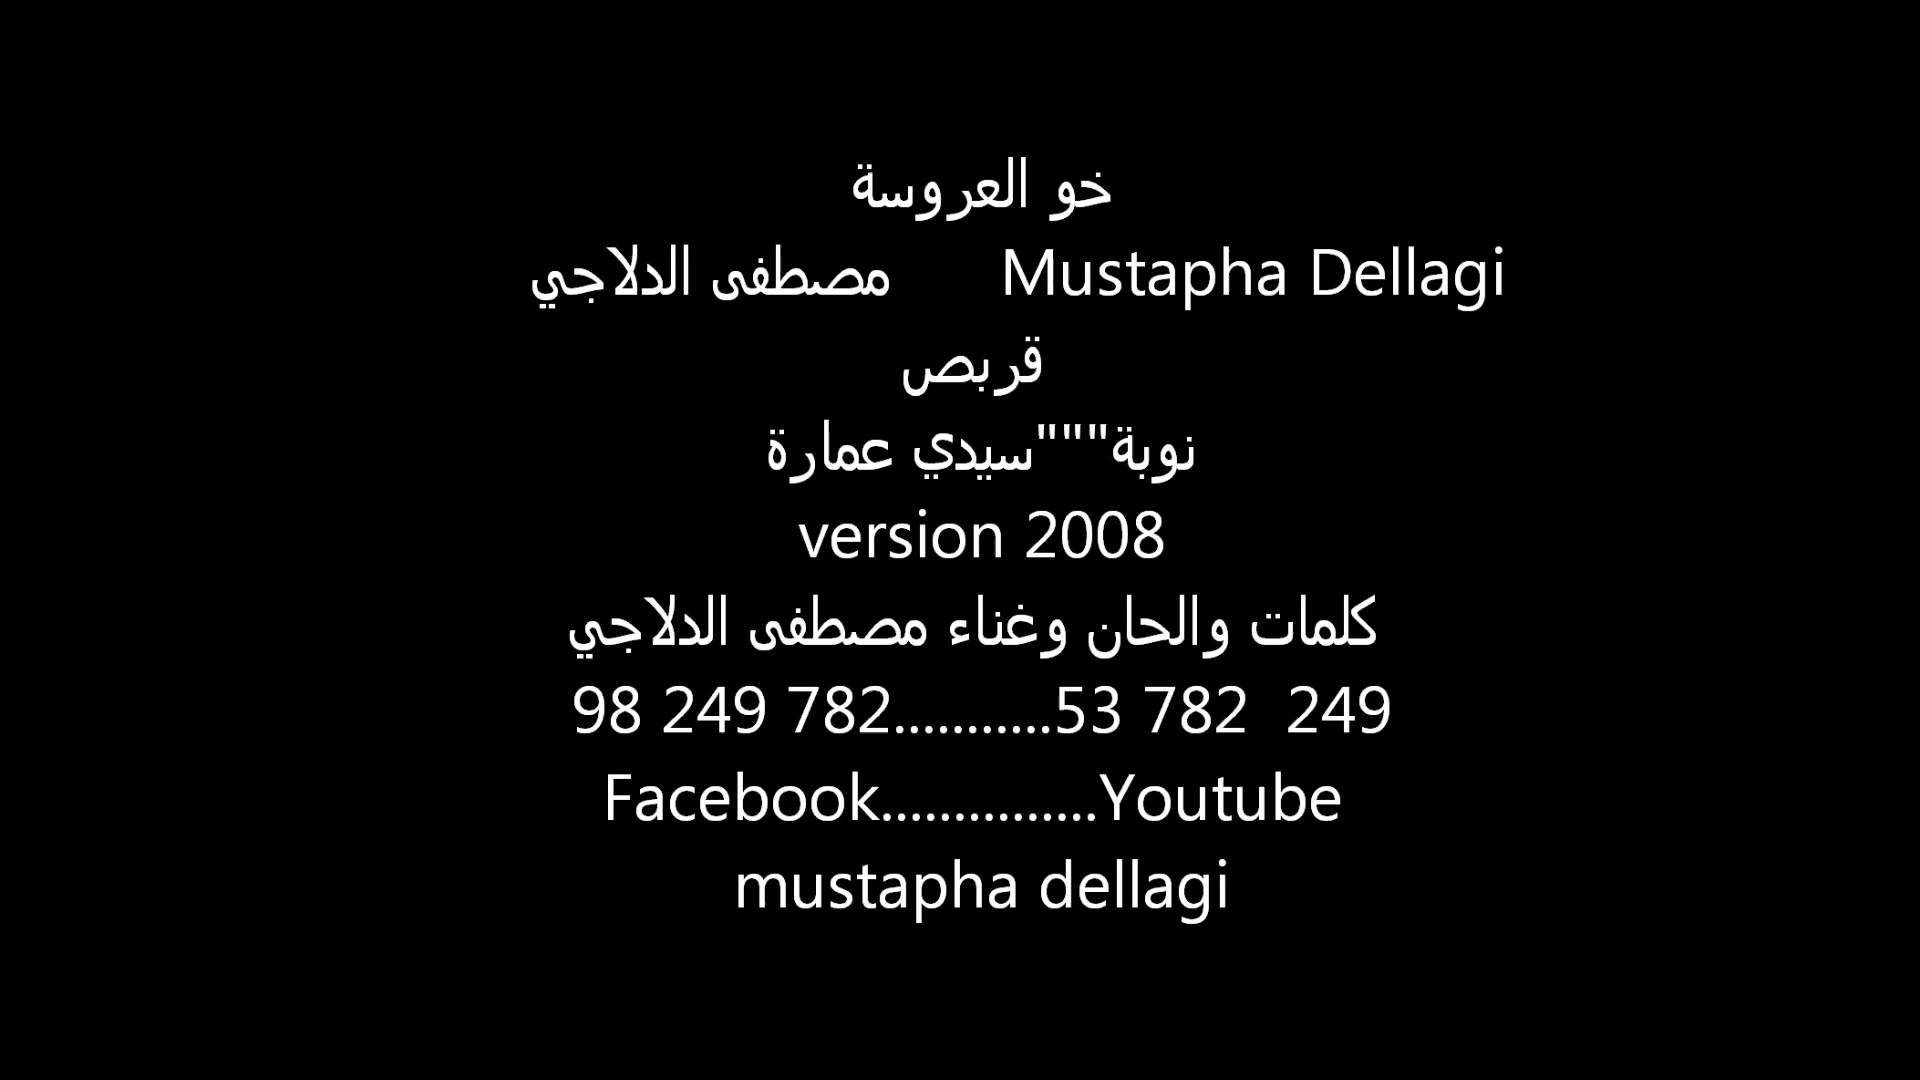 خو العروسة
مصطفى الدلاجي Mustapha Dellagi
قربص
نوبة"""سيدي عمارة
version 2008
كلمات والحان وغناء مصطفى الدلاجي
98 249 782...........53 782 249
Facebook...............Youtube
mustapha dellagi